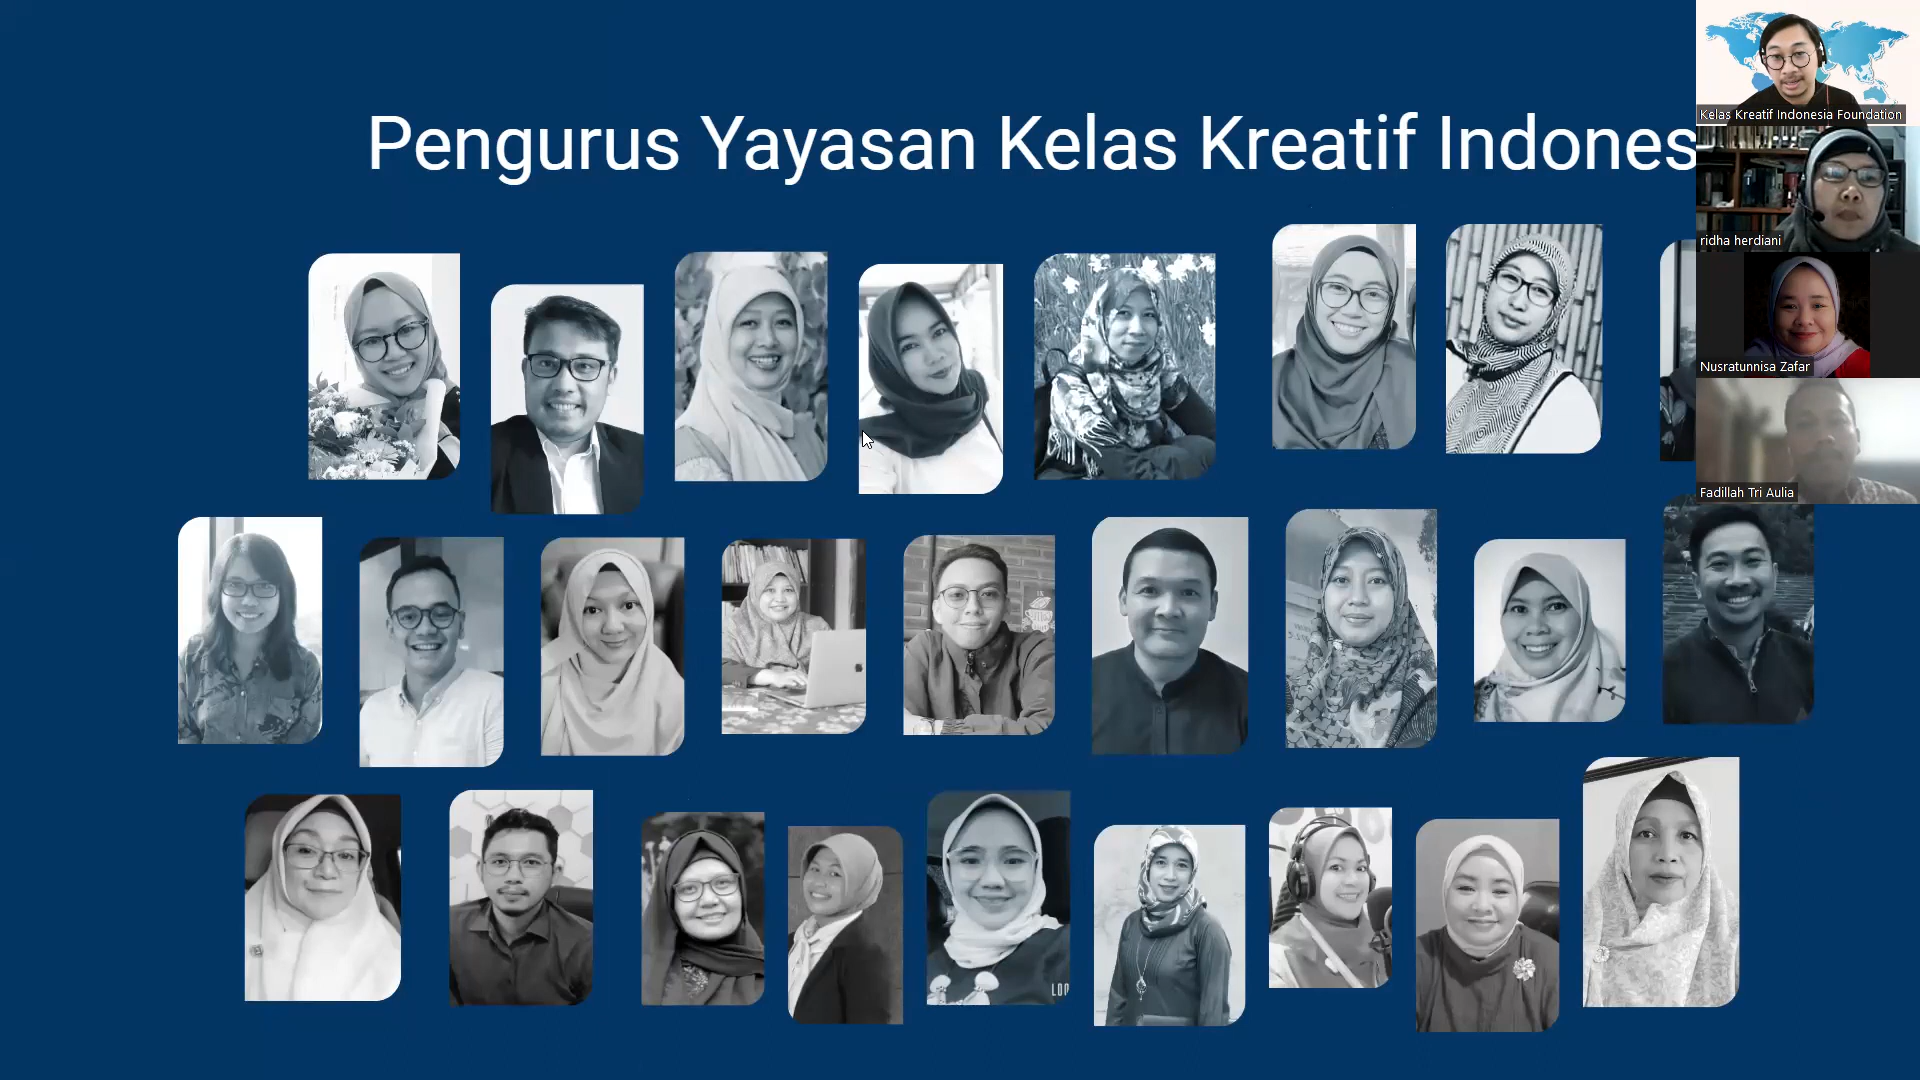 Pengurus Yayasan Kelas Kreatif Indones
Kelas Kreatif Indonesia Foundation
ridha herdiani
Nusratunnisa Zafar
Fadillah Tri Aulia